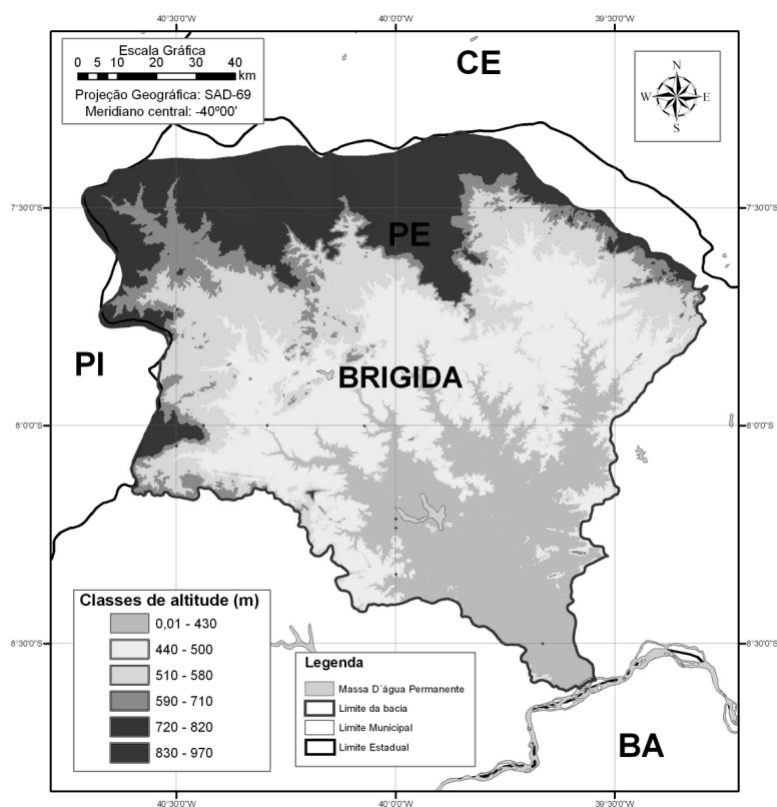 40°30'0"W
40°0'0"W
39°30'0"W
Escala Gráfica
0 5 10 20 30 40
km
Projeção Geográfica: SAD-69
Meridiano central: -40º00'
CE
N
W E
S
7°30'0"S
7°30'0"S
PE
PI
BRIGIDA
8°0'0"S
8°0'0"S
Classes de altitude (m)
0,01 - 430
440 - 500
510 - 580
590 - 710
720 - 820
830 - 970
8°30'0"S
8°30'0"S
Legenda
Massa D´água Permanente
Limite da bacia
Limite Municipal
Limite Estadual
BA
40°30'0"W
40°0'0"W
39°30'0"W